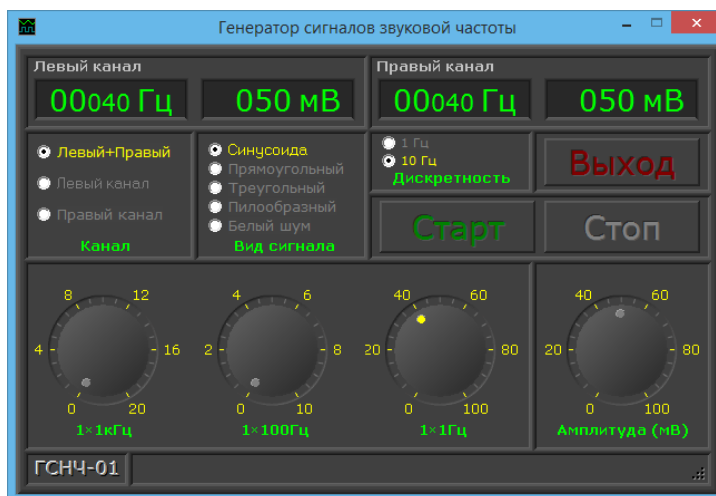 Генератор сигналов звуковой частоты
Левый канал
Правый канал
00040 Гц
050 мВ
00040 Гц
050 мВ
Левый+Правый
Левый канал
Правый канал
Канал
Синусоида
Прямоугольный
Треугольный
Пилообразный
Белый шум
Вид сигнала
1 Гц
10 Гц
Дискретность
Выход
Старт
Стоп
8 12
4 16
0 20
1×1кГц
4 6
2 8
0 10
1×100Гц
40 60
20 80
0 100
1×1Гц
40 60
20 80
0 100
Амплитуда (мВ)
ГСНЧ-01